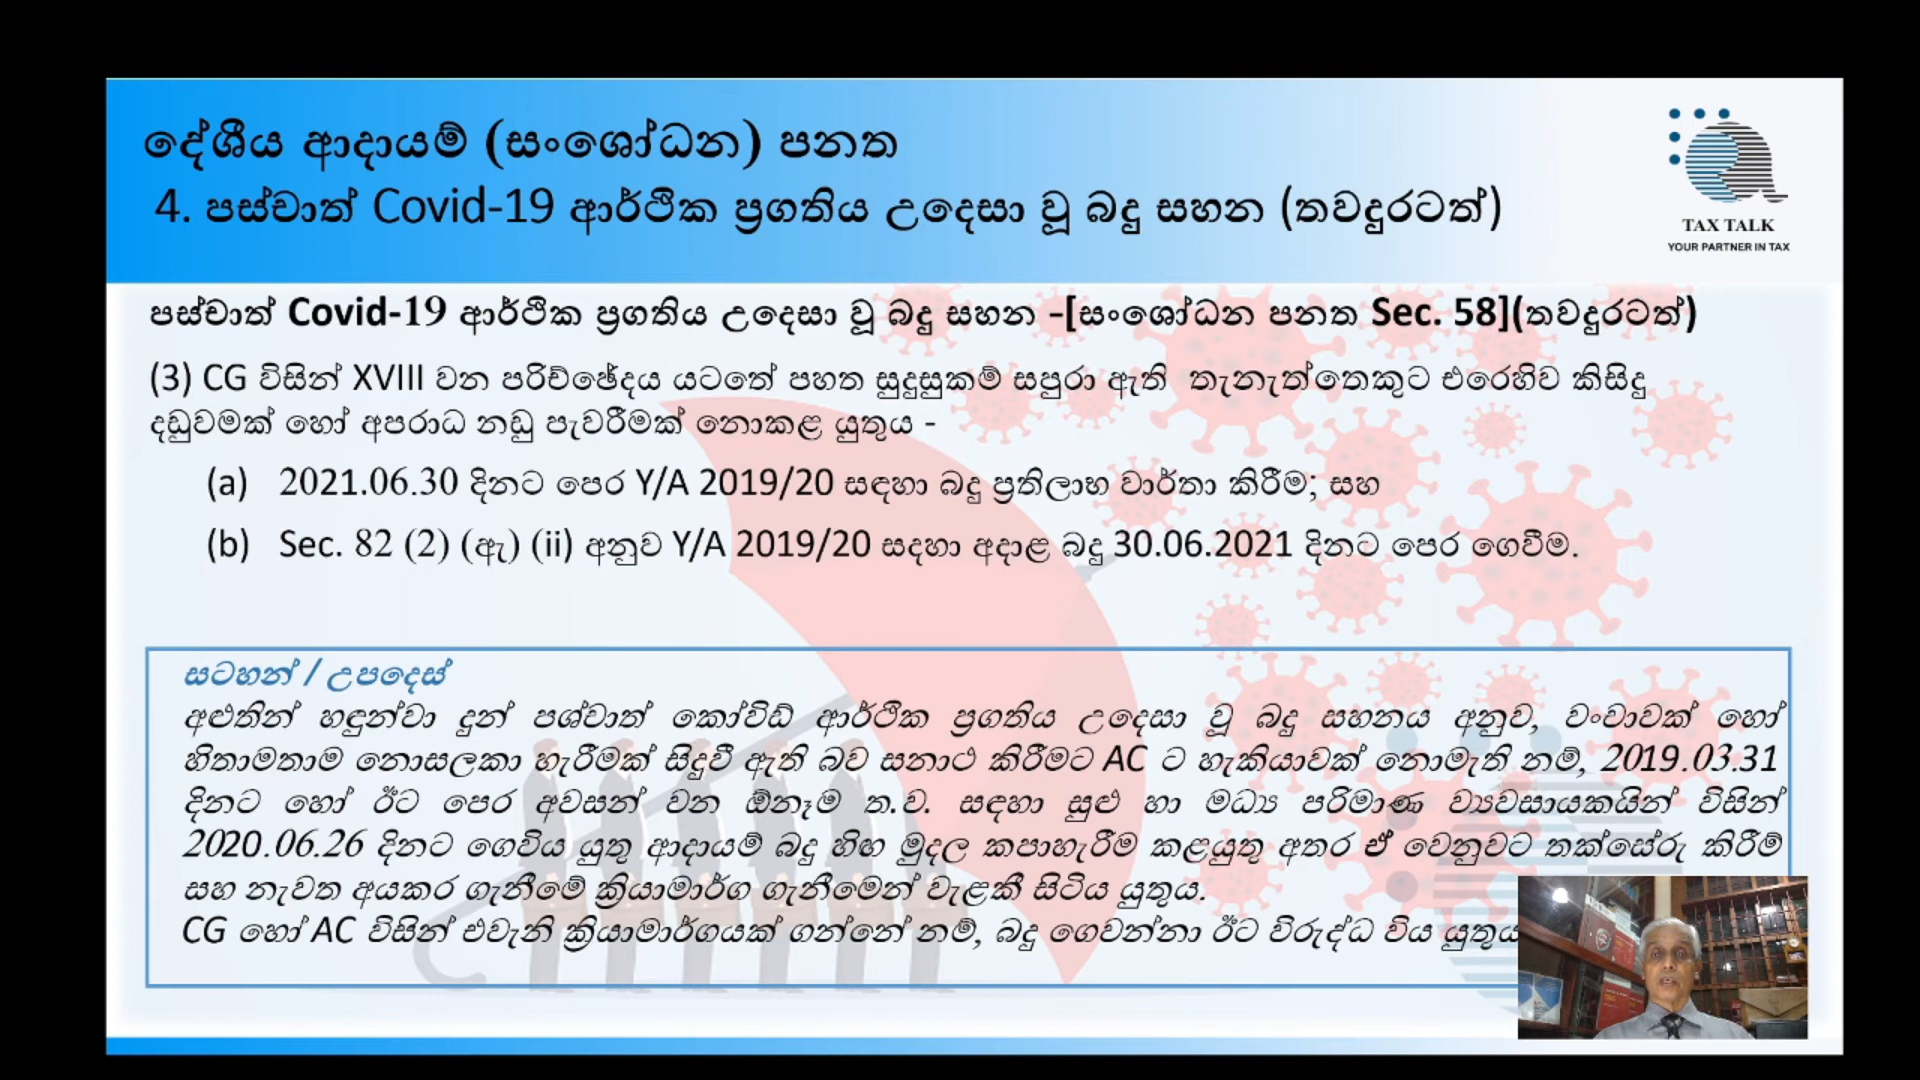 දේශීය ආදායම් (සංශෝධන) පනත
4. පස්චාත් Covid-19 ආර්ථික ප්‍රගතිය උදෙසා වූ බදු සහන (තවදුරටත්)
TAX TALK
YOUR PARTNER IN TAX
පස්චාත් Covid-19 ආර්ථික ප්‍රගතිය උදෙසා වූ බදු සහන –[සංශෝධන පනත Sec. 58](තවදුරටත්)
(3) CG විසින් XVIII වන පරිච්ඡේදය යටතේ පහත සුදුසුකම් සපුරා ඇති තැනැත්තෙකුට එරෙහිව කිසිදු
දඩුවමක් හෝ අපරාධ නඩු පැවරීමක් නොකළ යුතුය -
(a) 2021.06.30 දිනට පෙර Y/A 2019/20 සඳහා බදු ප්‍රතිලාභ වාර්තා කිරීම; සහ
(b) Sec. 82 (2) (ඇ) (ii) අනුව Y/A 2019/20 සදහා අදාළ බදු 30.06.2021 දිනට පෙර ගෙවීම.
සටහන් / උපදෙස්
අළුතින් හඳුන්වා දුන් පශ්චාත් කෝවිඩ් ආර්ථික ප්‍රගතිය උදෙසා වූ බදු සහනය අනුව, වංචාවක් හෝ
හිතාමතාම නොසලකා හැරීමක් සිදුවී ඇති බව සනාථ කිරීමට AC ට හැකියාවක් නොමැති නම්, 2019.03.31
දිනට හෝ ඊට පෙර අවසන් වන ඕනෑම ත.ව. සඳහා සුළු හා මධ්‍ය පරිමාණ ව්‍යවසායකයින් විසින්
2020.06.26 දිනට ගෙවිය යුතු ආදායම් බදු හිඟ මුදල කපාහැරීම කළයුතු අතර ඒ වෙනුවට තක්සේරු කිරීම්
සහ නැවත අයකර ගැනීමේ ක්‍රියාමාර්ග ගැනීමෙන් වැළකී සිටිය යුතුය.
CG හෝ AC විසින් එවැනි ක්‍රියාමාර්ගයක් ගන්නේ නම්, බදු ගෙවන්නා ඊට විරුද්ධ විය යුතුය